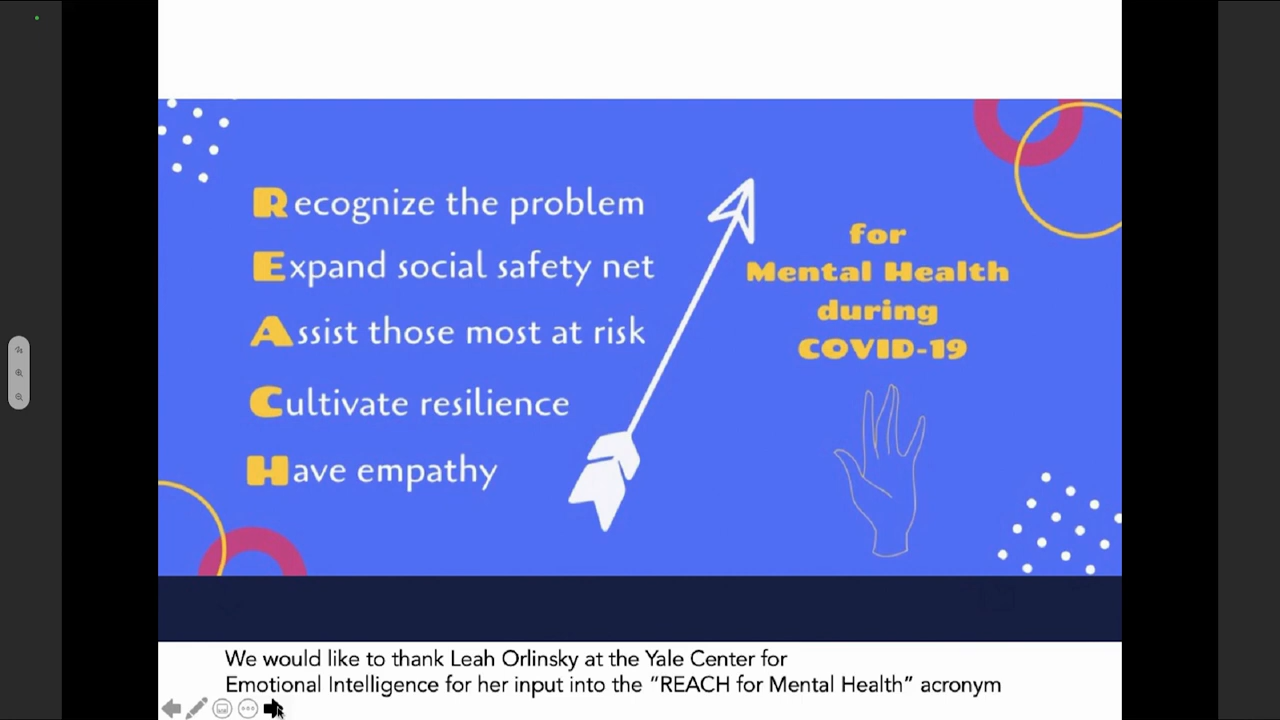 Recognize the problem
Expand social safety net
Assist those most at risk
Cultivate resilience
Have empathy
for
Mental Health
during
COVID-19
We would like to thank Leah Orlinsky at the Yale Center for
Emotional Intelligence for her input into the “REACH for Mental Health” acronym